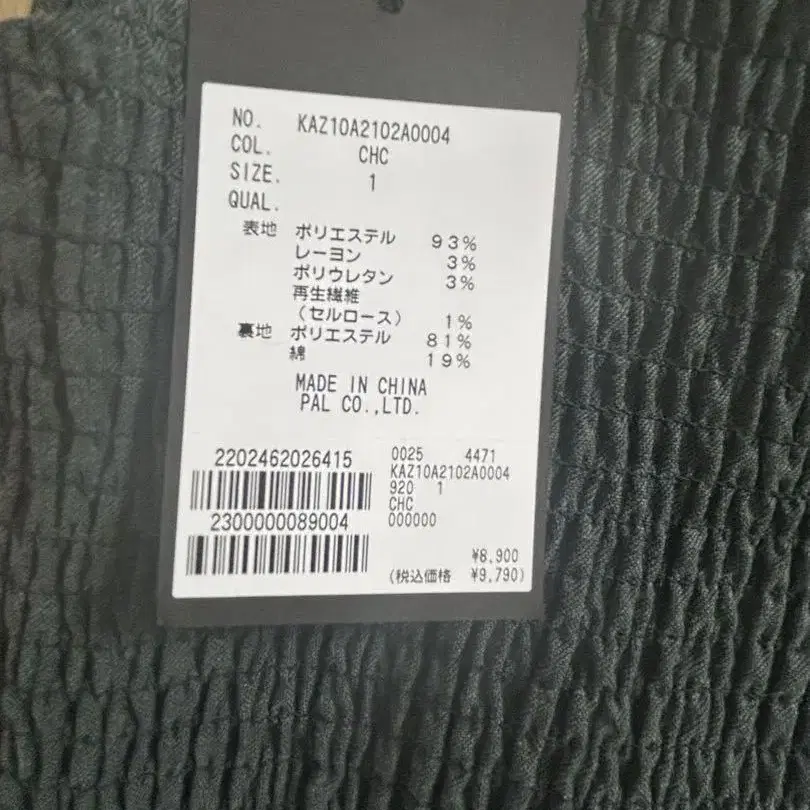 NO. KAZ10A2102A0004
COL. CHC
SIZE. 1
QUAL.
表地 ポリエステル 93%
レーヨン 3%
ポリウレタン 3%
再生繊維
(セルロース) 1%
裏地 ポリエステル 81%
綿 19%
MADE IN CHINA
PAL CO.,LTD.
2202462026415
2300000089004
0025 4471
KAZ10A2102A0004
920 1
CHC
000000
¥8,900
(税込価格 ¥9,790)